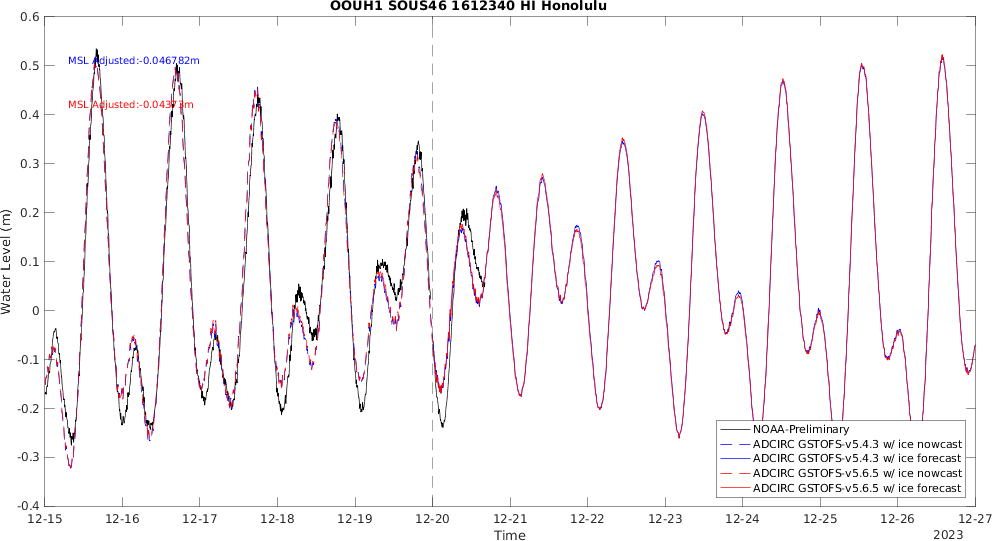 OOUH1 SOUS46 1612340 HI Honolulu
0.6
0.5
0.4
0.3
0.2
0.1
0
-0.1
-0.2
-0.3
-0.4
Water Level (m)
MSL Adjusted:-0.046782m
MSL Adjusted:-0.04373m
NOAA-Preliminary
ADCIRC GSTOFS-v5.4.3 w/ ice nowcast
ADCIRC GSTOFS-v5.4.3 w/ ice forecast
ADCIRC GSTOFS-v5.6.5 w/ ice nowcast
ADCIRC GSTOFS-v5.6.5 w/ ice forecast
12-15 12-16 12-17 12-18 12-19 12-20 12-21 12-22 12-23 12-24 12-25 12-26 12-27
Time
2023